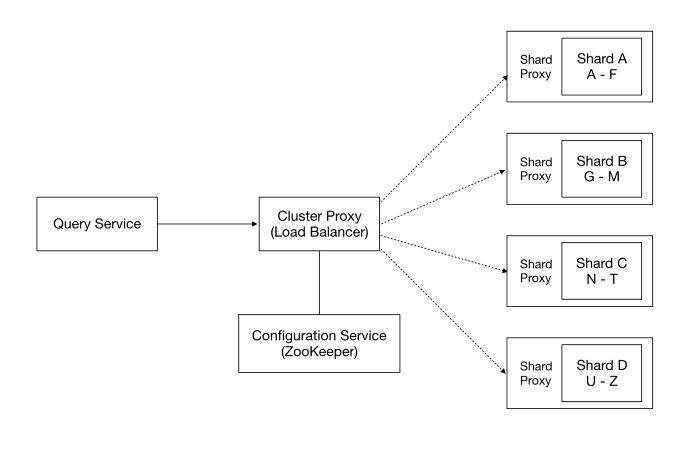 Query Service
Cluster Proxy
(Load Balancer)
Configuration Service
(ZooKeeper)
Shard
Proxy
Shard A
A - F
Shard
Proxy
Shard B
G - M
Shard
Proxy
Shard C
N - T
Shard
Proxy
Shard D
U - Z